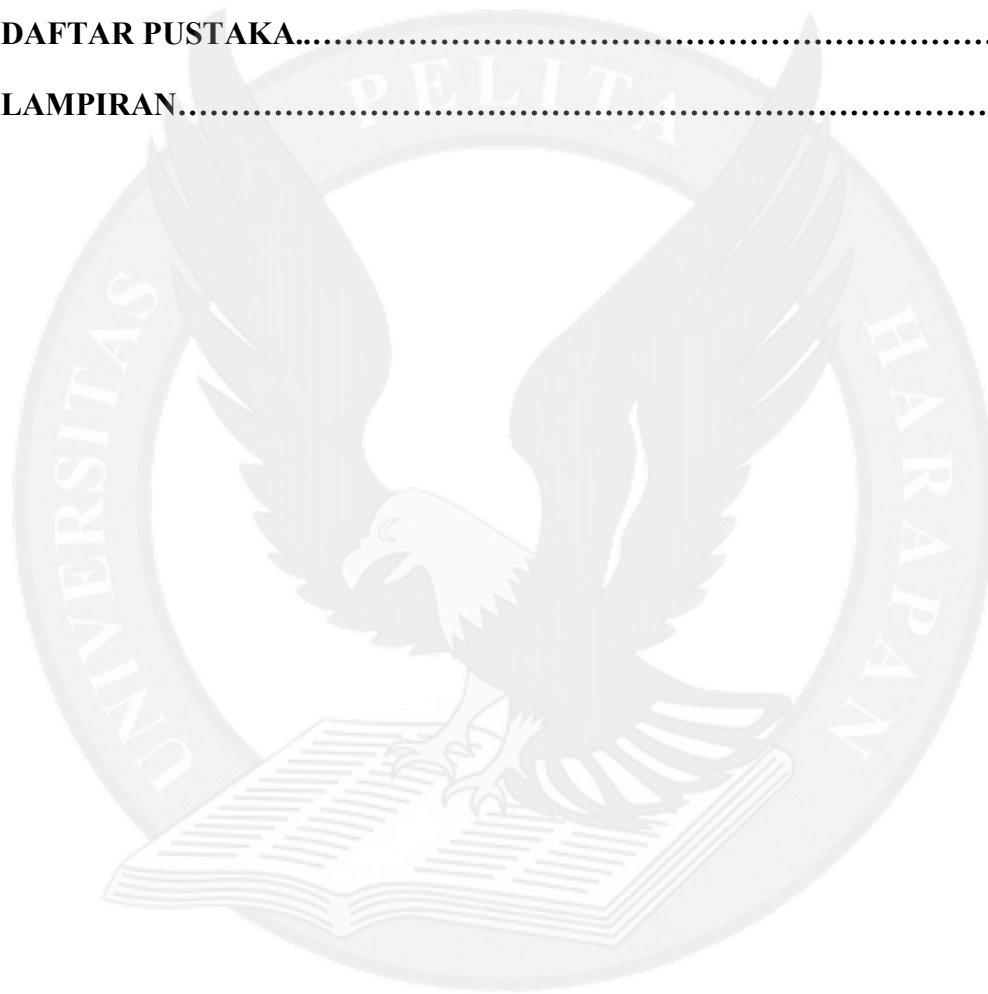 DAFTAR PUSTAKA..……………………………………………………………
LAMPIRAN……………………………………………………………………
UNIVERSITAS PELITA HARAPAN